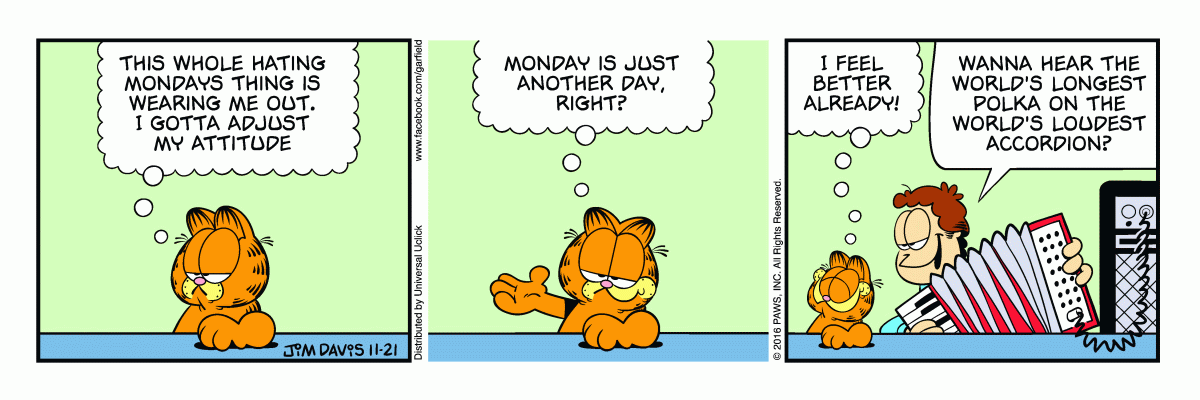 THIS WHOLE HATING
MONDAYS THING IS
WEARING ME OUT.
I GOTTA ADJUST
MY ATTITUDE
JIM DAVIS 11-21
www.facebook.com/garfield
Distributed by Universal Uclick
MONDAY IS JUST
ANOTHER DAY,
RIGHT?
© 2016 PAWS, INC. All Rights Reserved.
I FEEL
BETTER
ALREADY!
WANNA HEAR THE
WORLD'S LONGEST
POLKA ON THE
WORLD'S LOUDEST
ACCORDION?